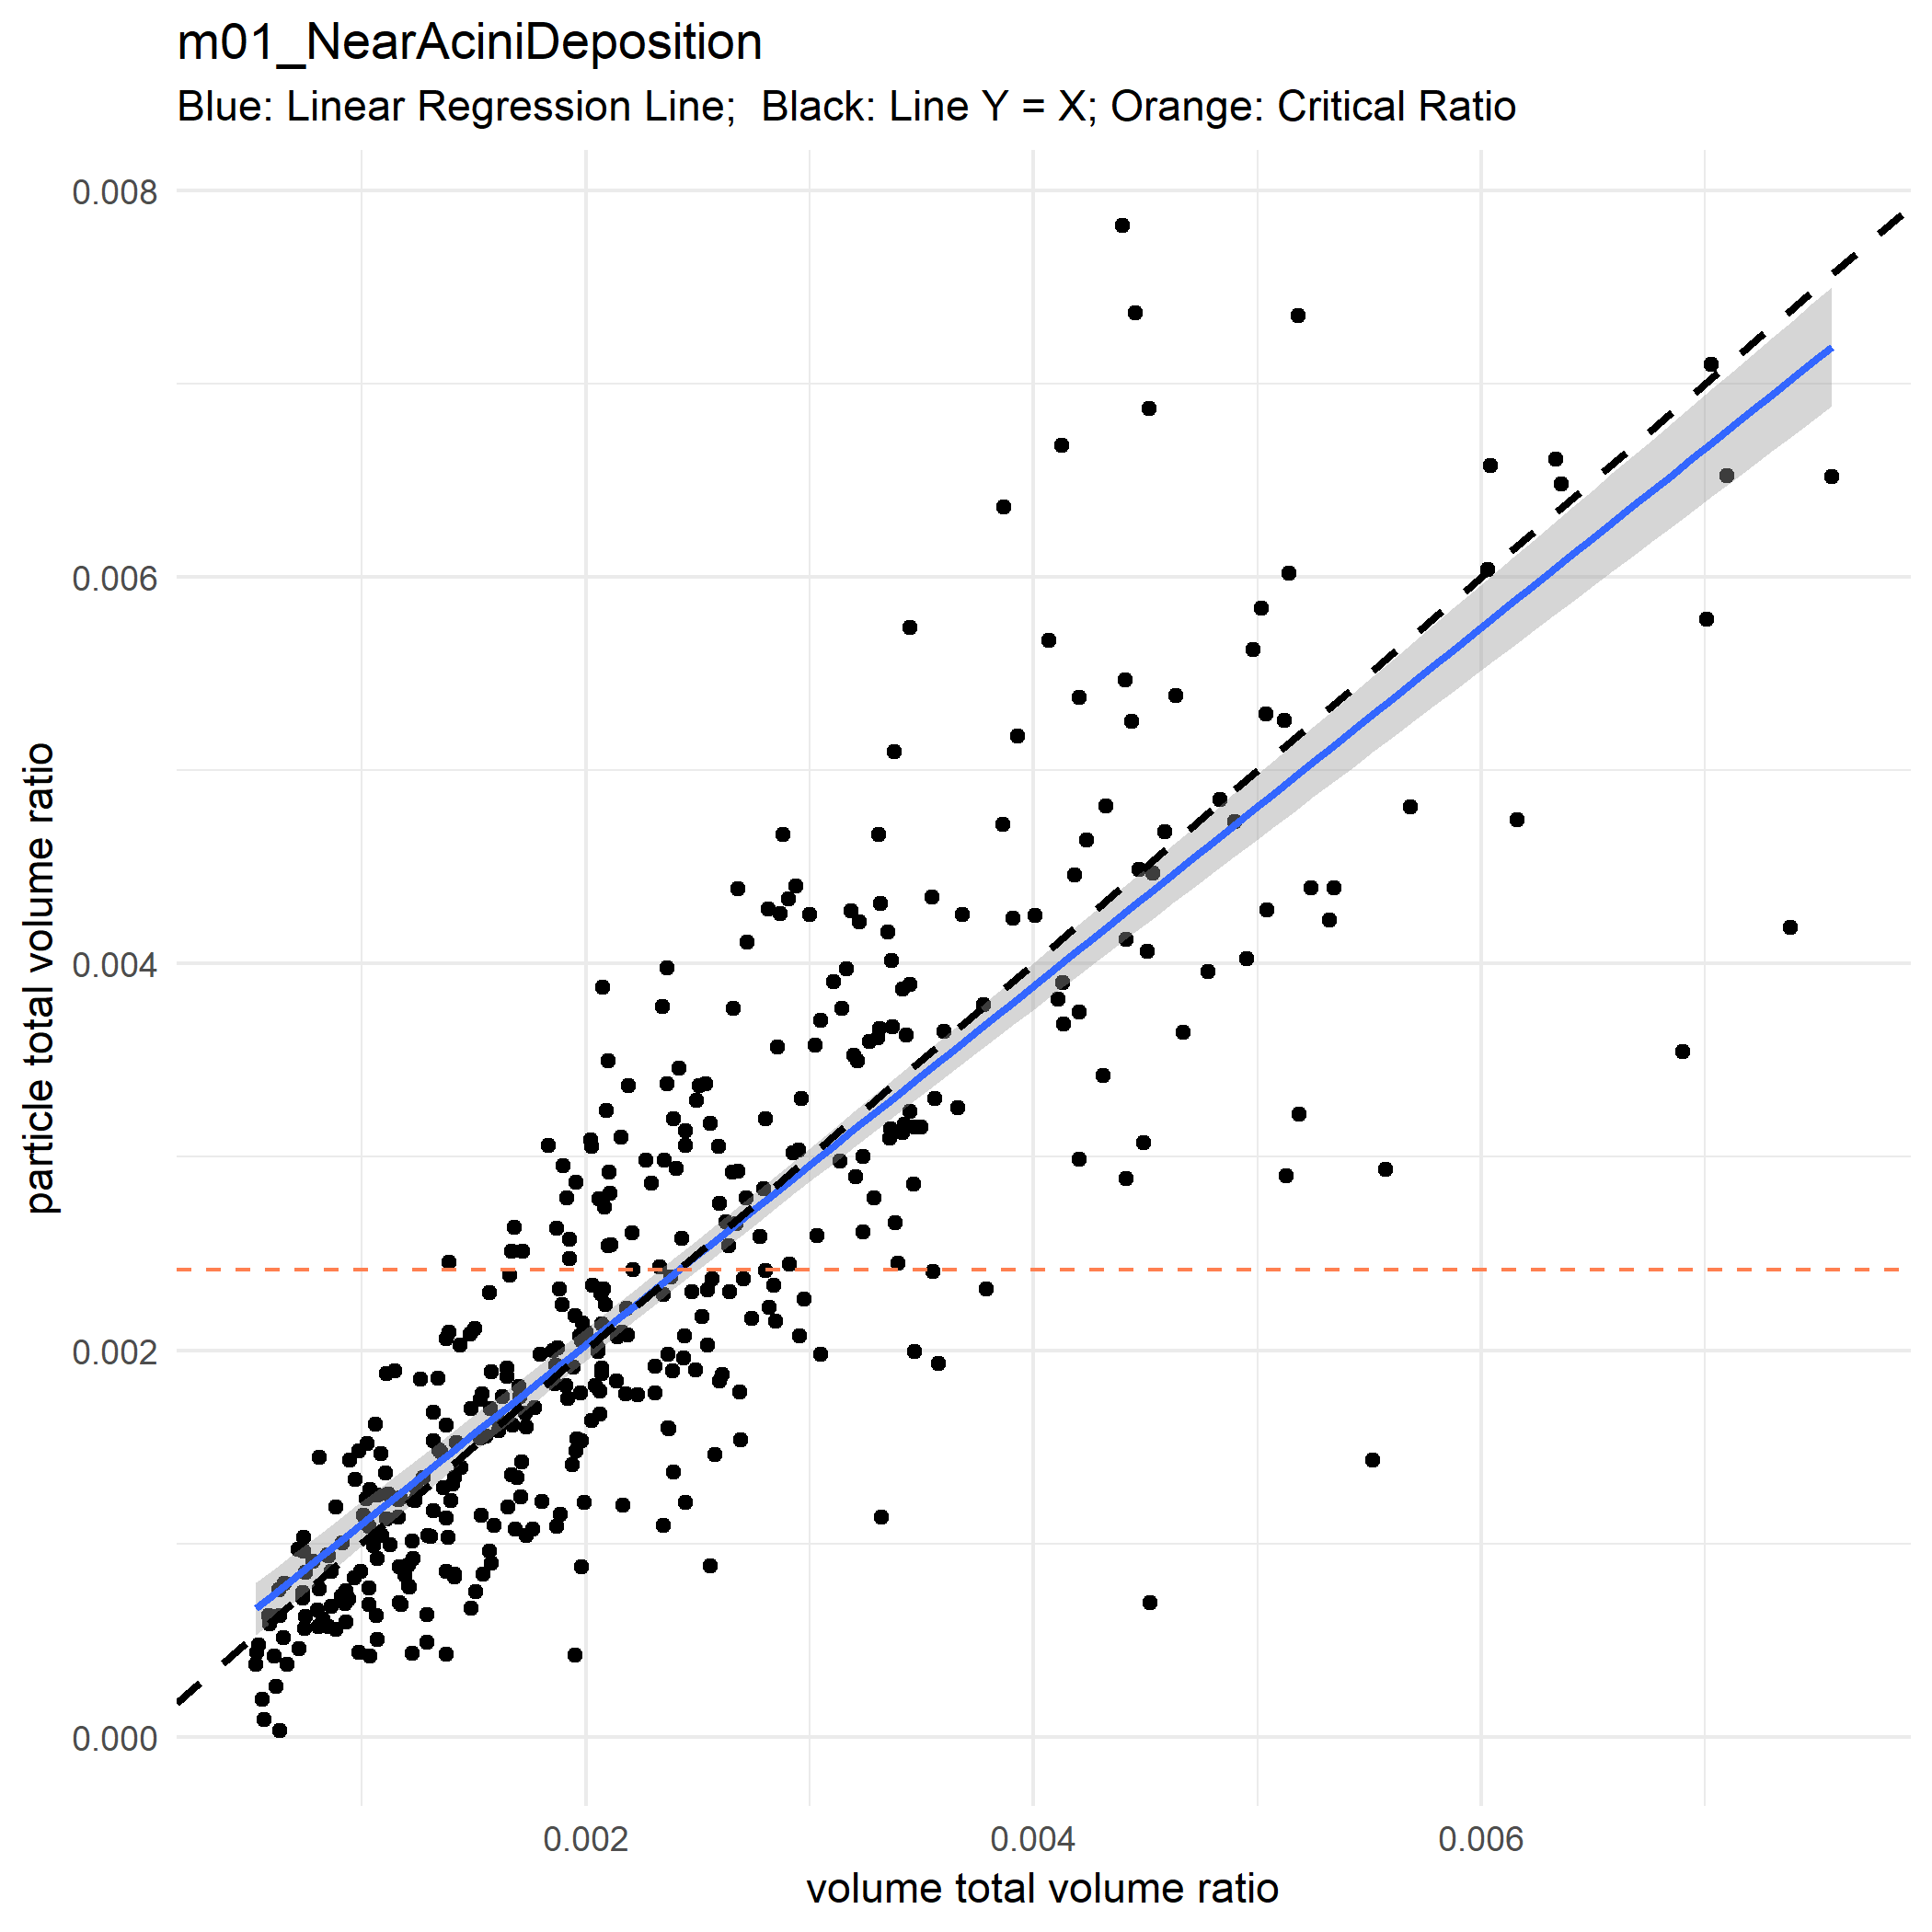 m01_NearAciniDeposition
Blue: Linear Regression Line;  Black: Line Y = X; Orange: Critical Ratio
0.008
0.006
0.004
0.002
0.000
particle total volume ratio
0.002 0.004 0.006
volume total volume ratio